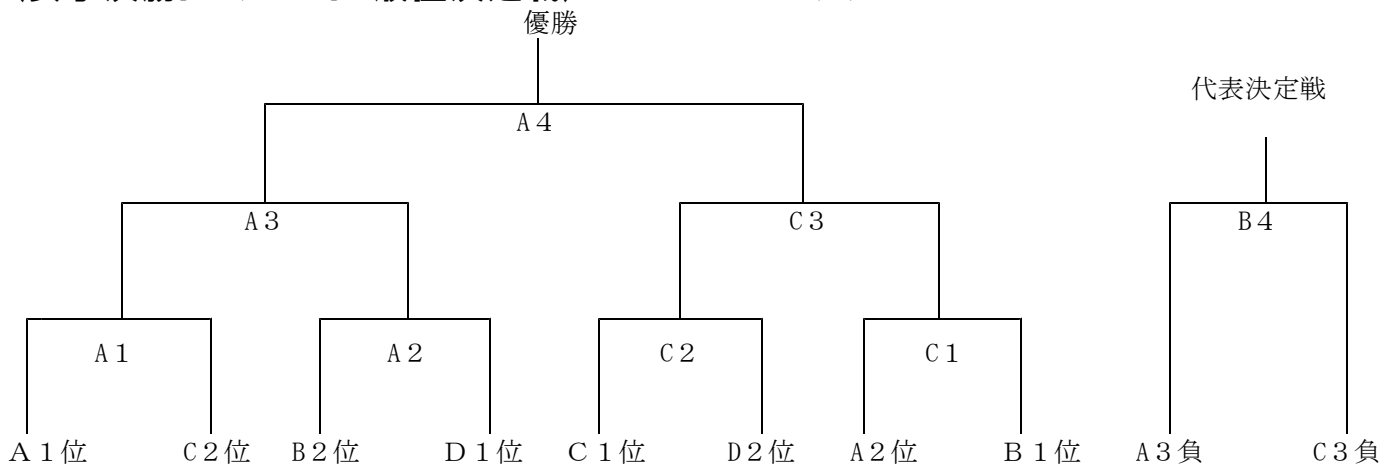 優勝
代表決定戦
A4
A3 C3 B4
A1 A2 C2 C1
A1位 C2位 B2位 D1位 C1位 D2位 A2位 B1位 A3負 C3負